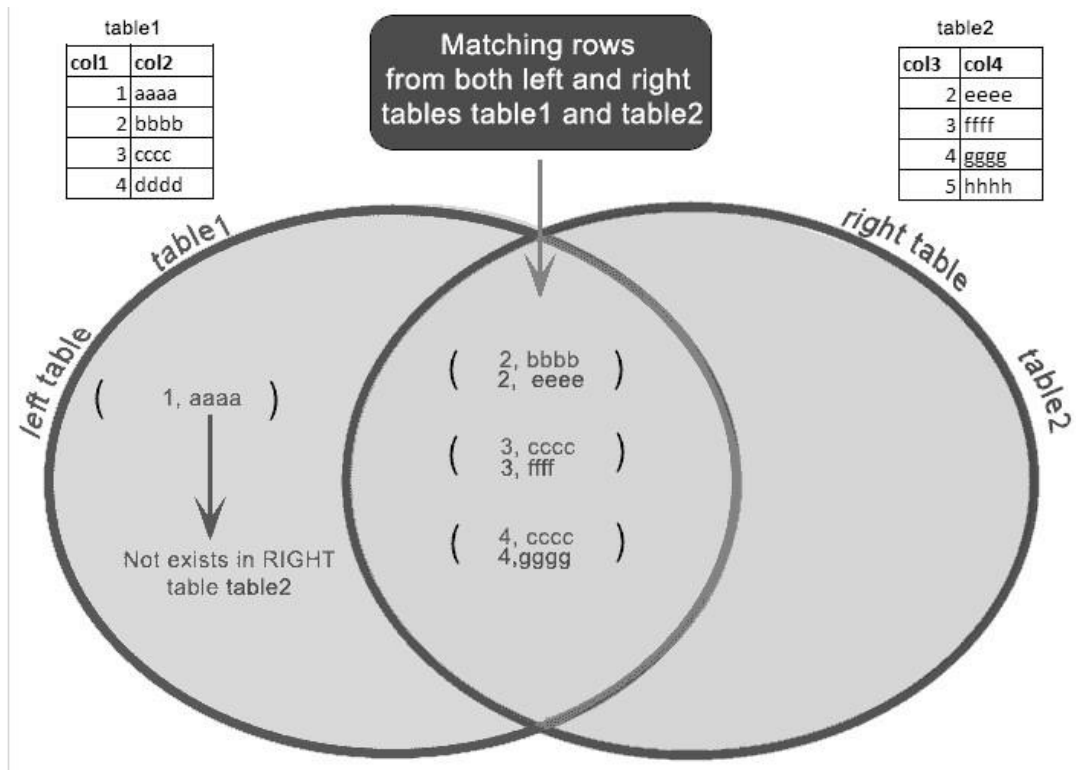 table1
col1 col2
1 aaaa
2 bbbb
3 cccc
4 dddd
Matching rows
from both left and right
tables table1 and table2
table2
col3 col4
2 eeee
3 ffff
4 gggg
5 hhhh
left table table1
right table table2
( 1, aaaa )
Not exists in RIGHT
table table2
( 2, bbbb
2, eeee )
( 3, cccc
3, ffff )
( 4, cccc
4,gggg )